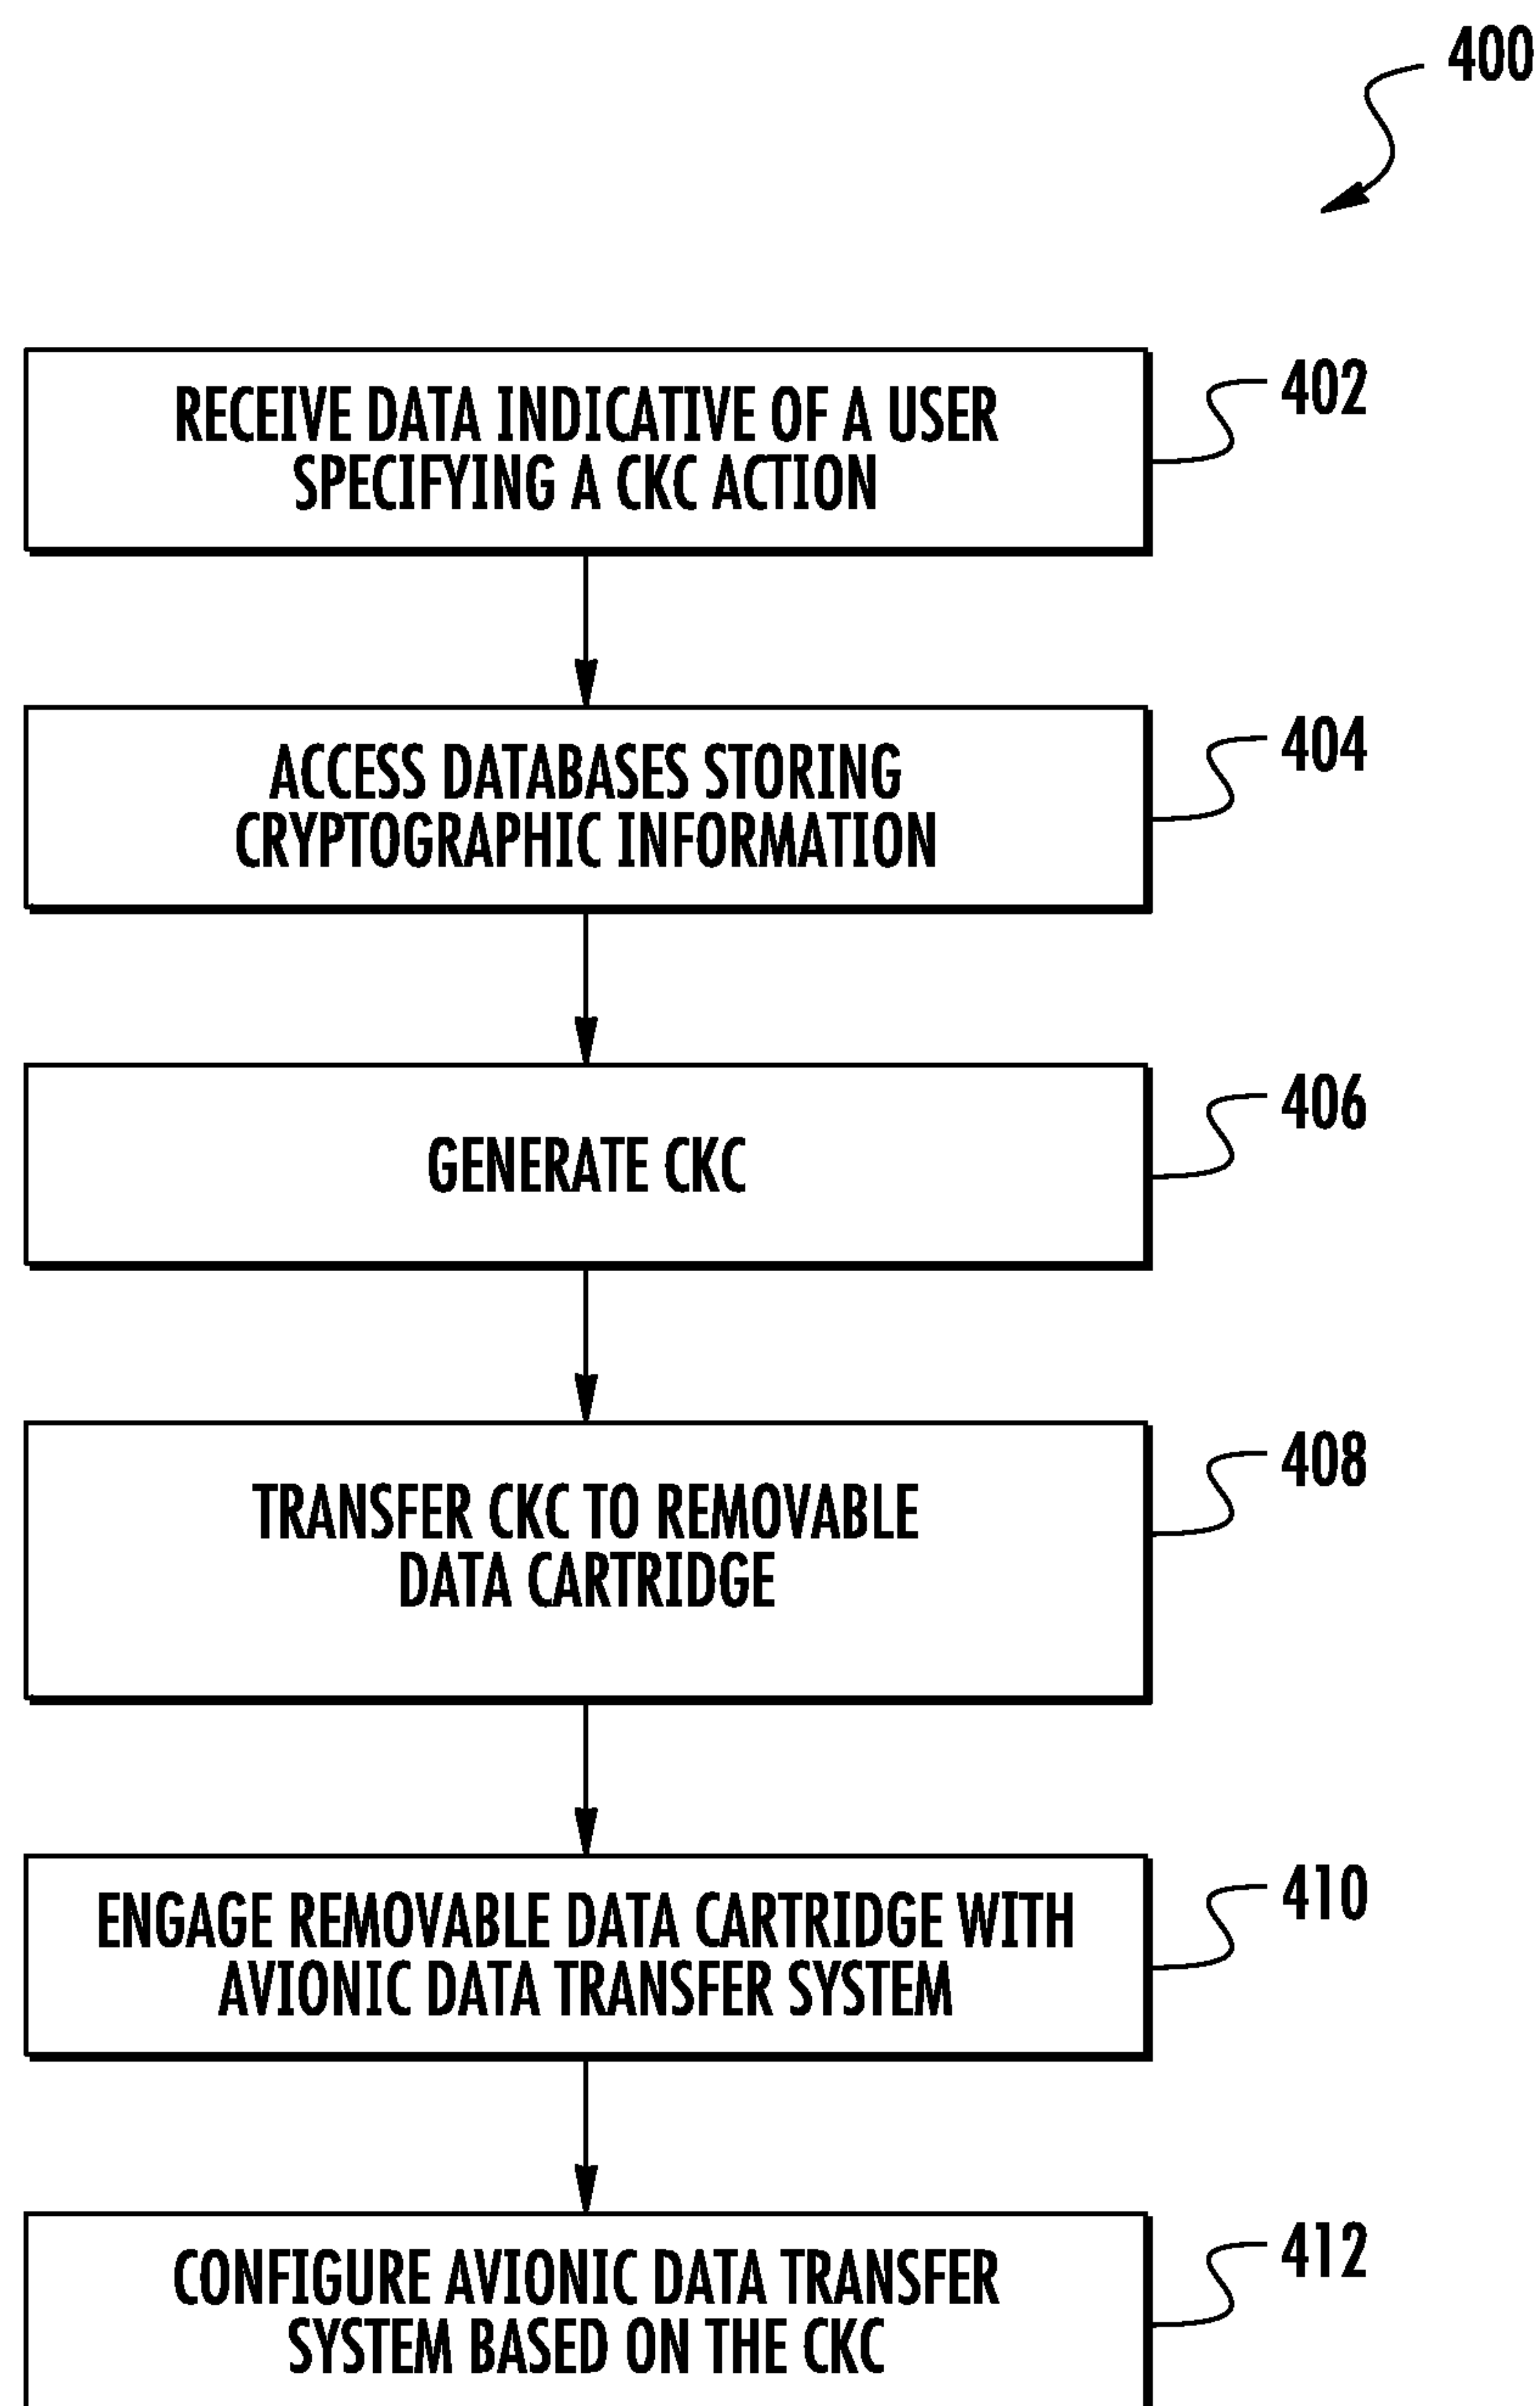 400
RECEIVE DATA INDICATIVE OF A USER
SPECIFYING A CKC ACTION
402
ACCESS DATABASES STORING
CRYPTOGRAPHIC INFORMATION
404
GENERATE CKC
406
TRANSFER CKC TO REMOVABLE
DATA CARTRIDGE
408
ENGAGE REMOVABLE DATA CARTRIDGE WITH
AVIONIC DATA TRANSFER SYSTEM
410
CONFIGURE AVIONIC DATA TRANSFER
SYSTEM BASED ON THE CKC
412